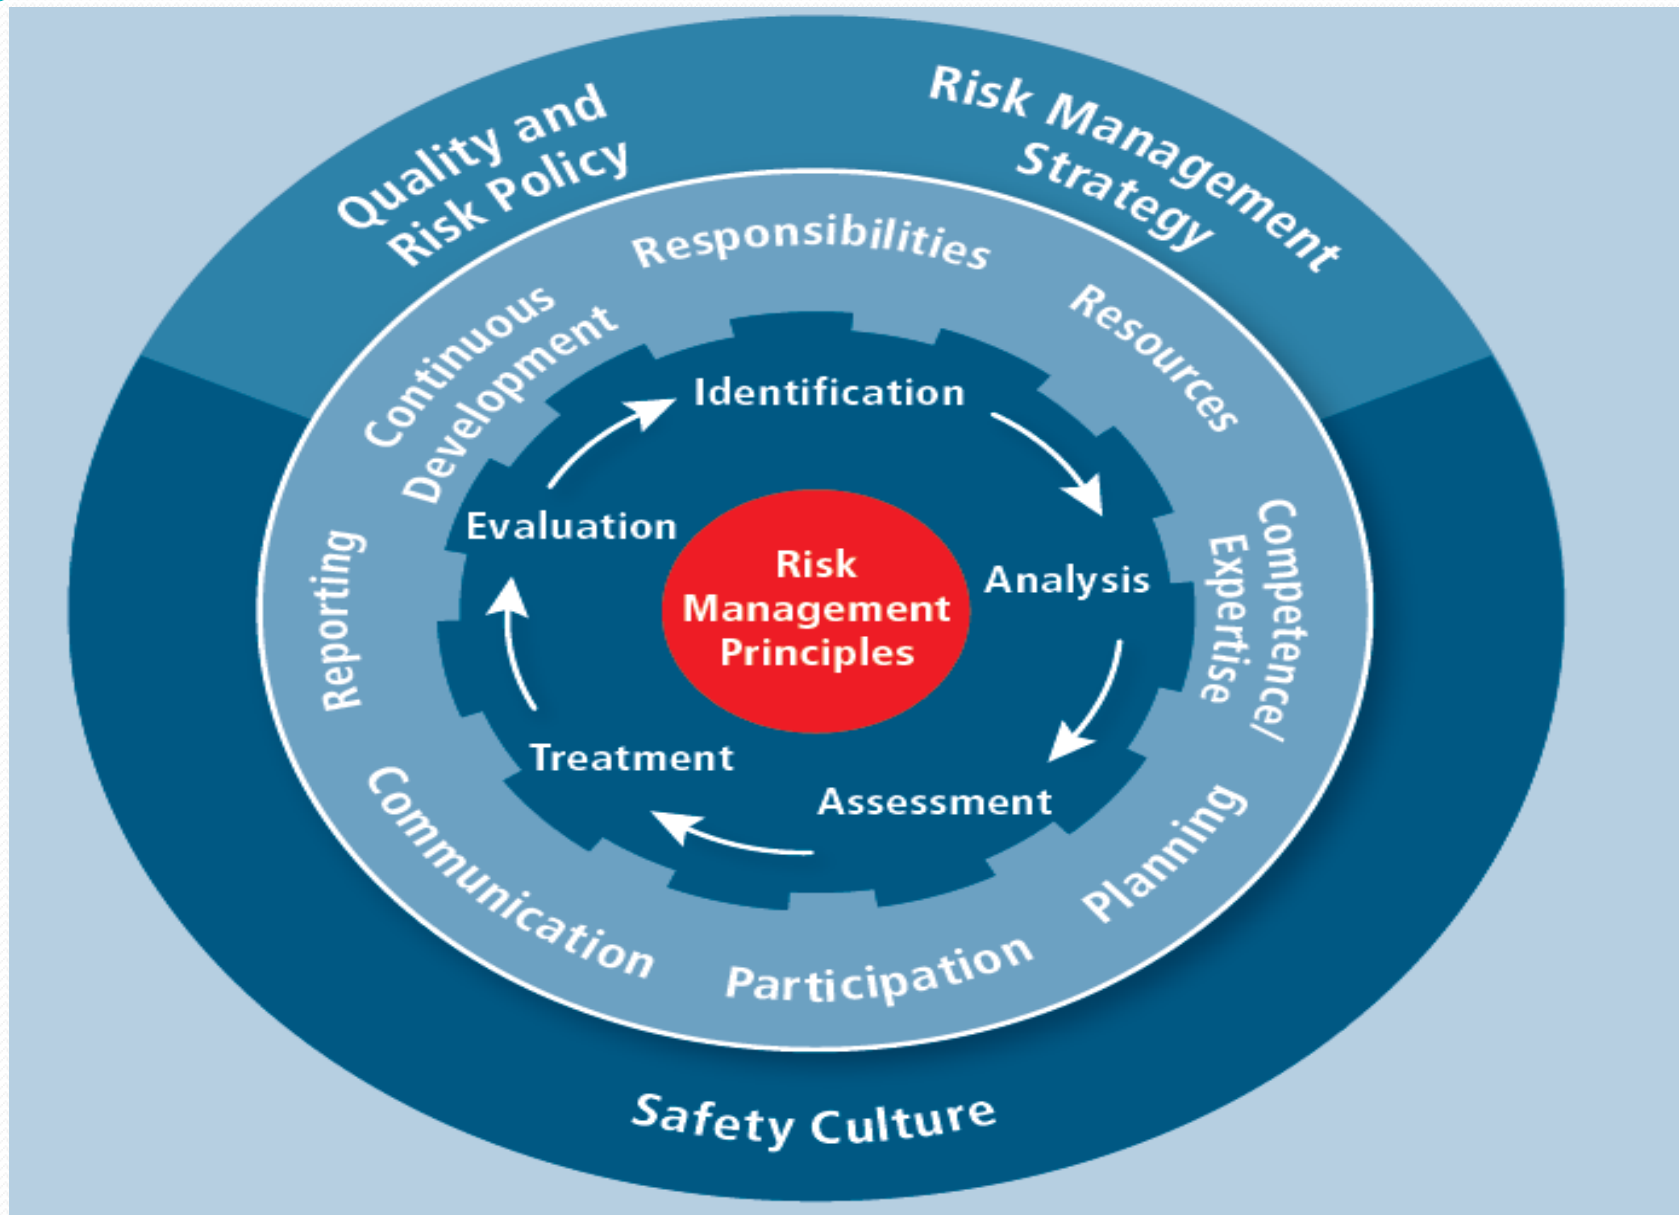 Quality and
Risk Policy
Risk Management
Strategy
Responsibilities
Resources
Competence/
Expertise
Planning
Participation
Communication
Reporting
Continuous
Development
Identification
Analysis
Assessment
Treatment
Evaluation
Risk
Management
Principles
Safety Culture